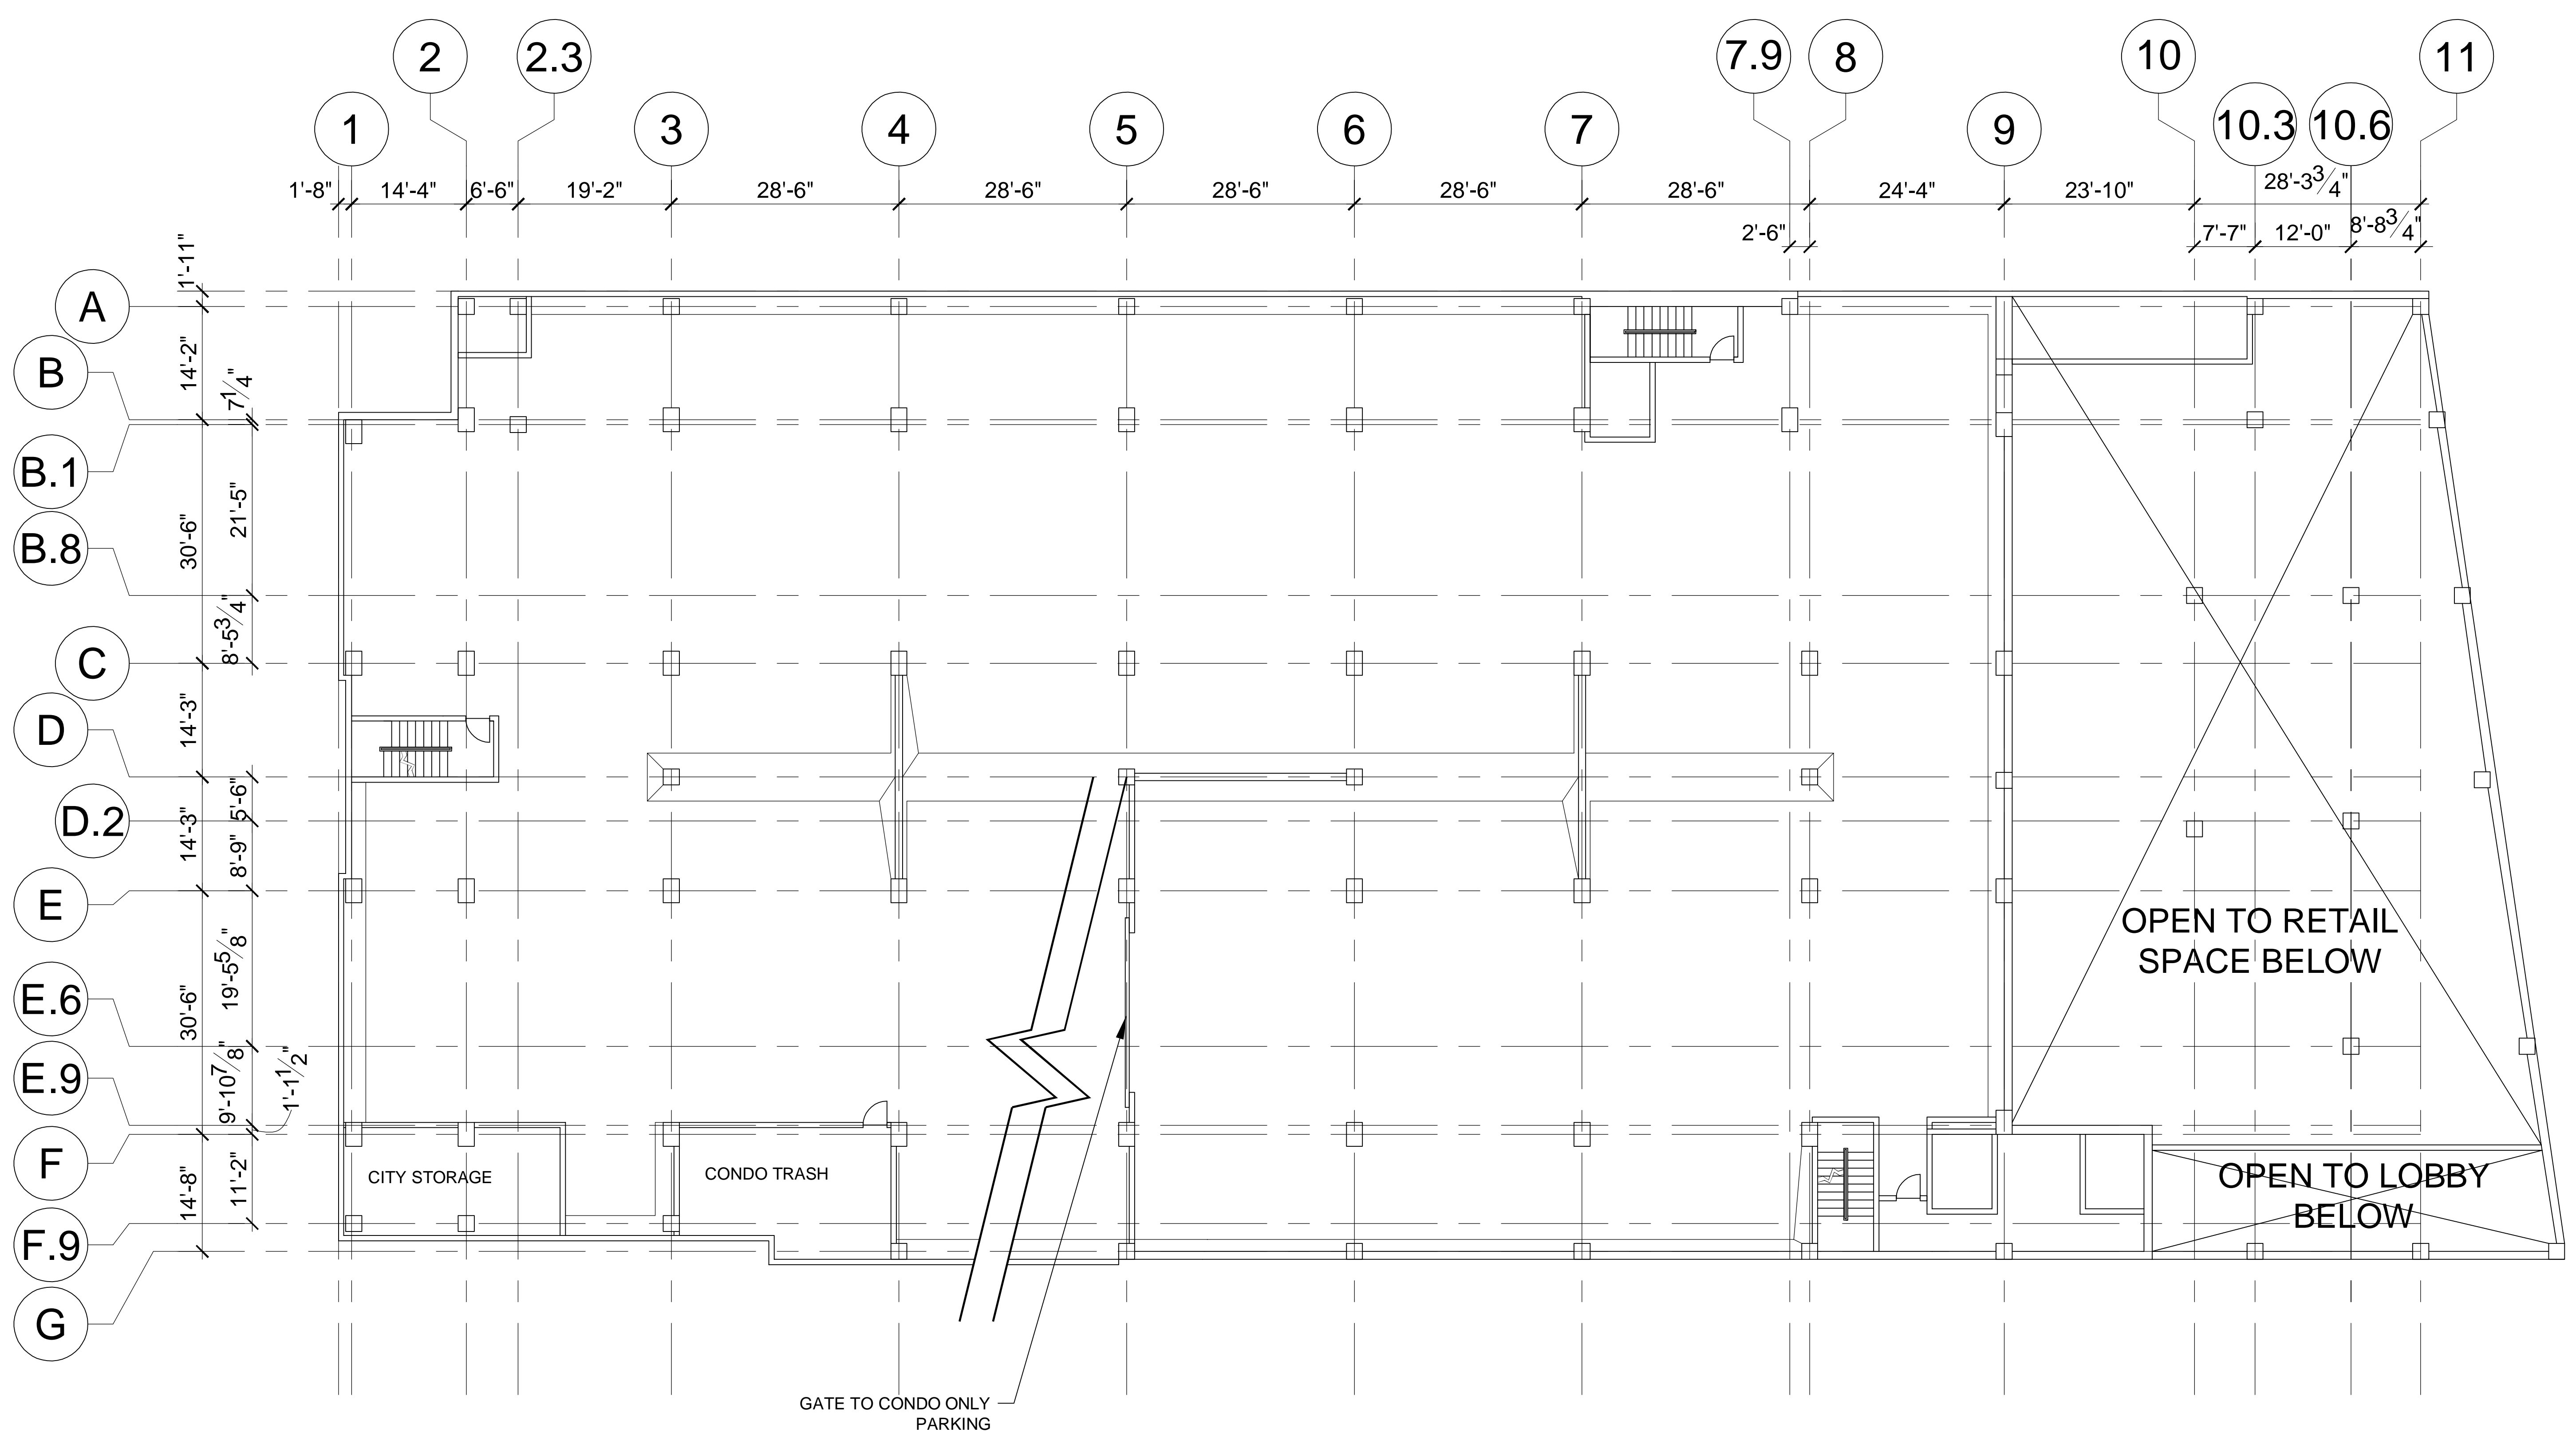 2
2.3
7.9
8
10
11
1
3
4
5
6
7
9
10.3
10.6
1'-8"
14'-4"
6'-6"
19'-2"
28'-6"
28'-6"
28'-6"
28'-6"
28'-6"
24'-4"
23'-10"
28'-3 3/4"
2'-6"
7'-7"
12'-0"
8'-8 3/4"
1'-11"
A
14'-2"
B
7 1/4"
B.1
21'-5"
B.8
30'-6"
8'-5 3/4"
C
14'-3"
D
5'-6"
D.2
14'-3"
8'-9"
E
19'-5 5/8"
E.6
30'-6"
9'-10 7/8"
1'-1 1/2"
E.9
F
14'-8"
11'-2"
F.9
G
OPEN TO RETAIL
SPACE BELOW
CITY STORAGE
CONDO TRASH
OPEN TO LOBBY
BELOW
GATE TO CONDO ONLY
PARKING